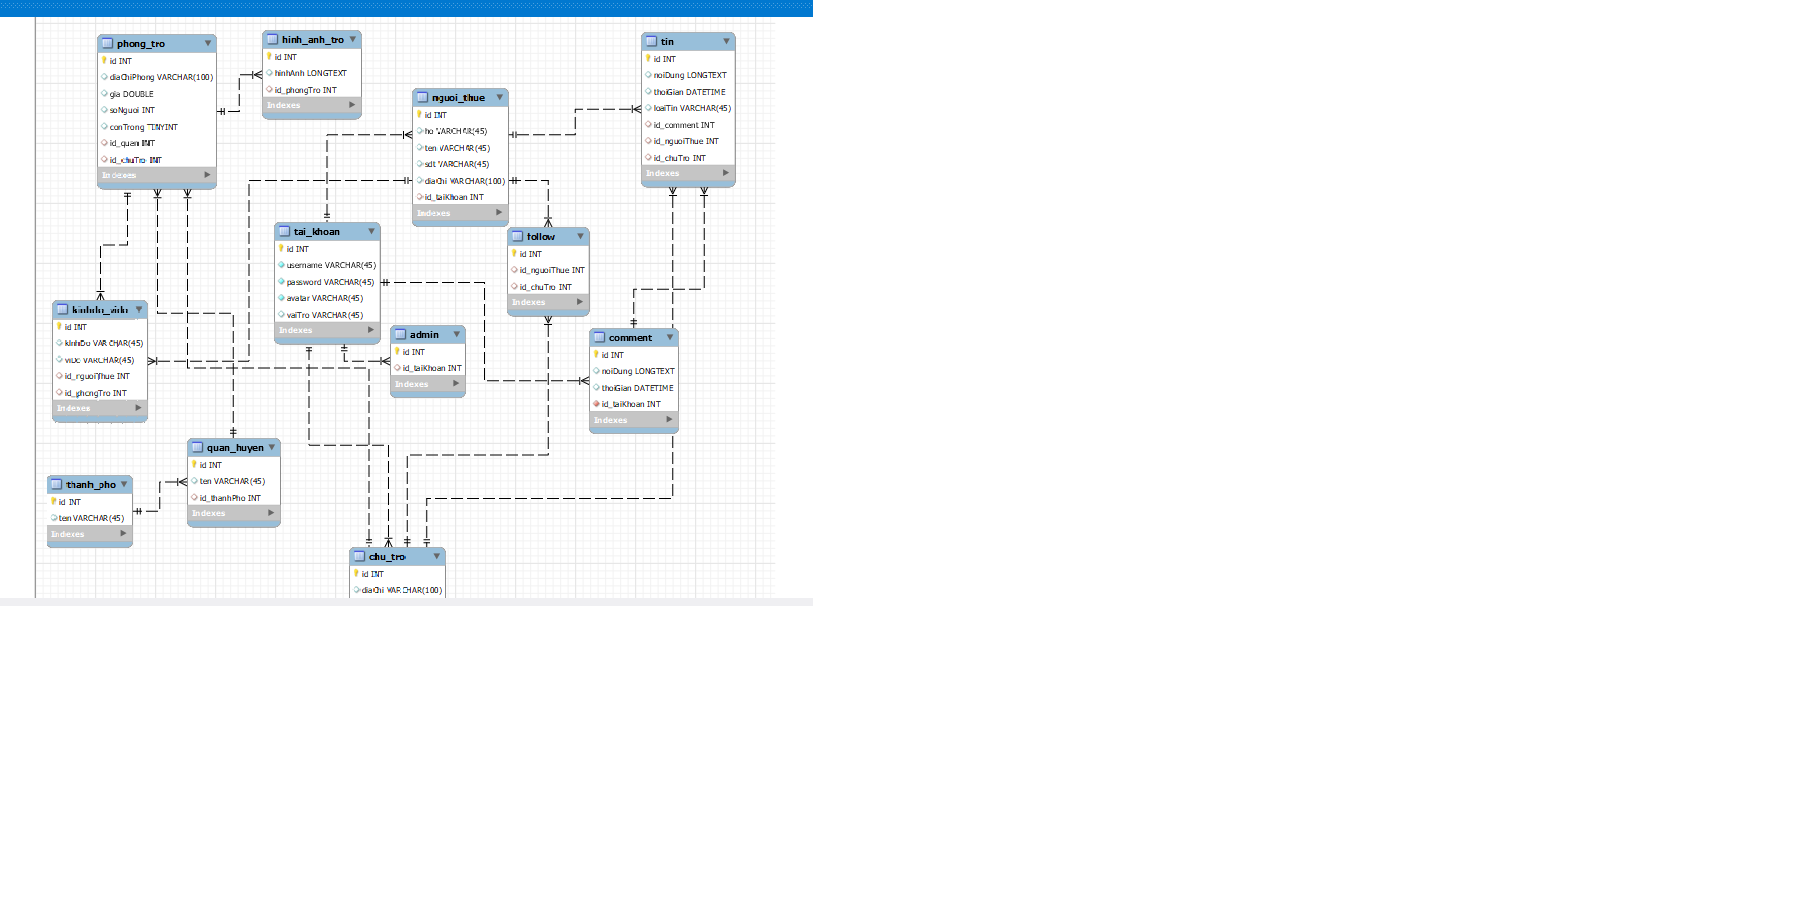 phong_tro
id INT
diaChiPhong VARCHAR(100)
gia DOUBLE
soNguoi INT
conTrong TINYINT
id_quan INT
id_chuTro INT
Indexes
hinh_anh_tro
id INT
hinhAnh LONGTEXT
id_phongTro INT
Indexes
nguoi_thue
id INT
ho VARCHAR(45)
ten VARCHAR(45)
sdt VARCHAR(45)
diaChi VARCHAR(100)
id_taiKhoan INT
Indexes
tin
id INT
noiDung LONGTEXT
thoiGian DATETIME
loaiTin VARCHAR(45)
id_comment INT
id_nguoiThue INT
id_chuTro INT
Indexes
tai_khoan
id INT
username VARCHAR(45)
password VARCHAR(45)
avatar VARCHAR(45)
vaiTro VARCHAR(45)
Indexes
follow
id INT
id_nguoiThue INT
id_chuTro INT
Indexes
kinhdo_vido
id INT
kinhDo VARCHAR(45)
viDo VARCHAR(45)
id_nguoiThue INT
id_phongTro INT
Indexes
admin
id INT
id_taiKhoan INT
Indexes
comment
id INT
noiDung LONGTEXT
thoiGian DATETIME
id_taiKhoan INT
Indexes
quan_huyen
id INT
ten VARCHAR(45)
id_thanhPho INT
Indexes
thanh_pho
id INT
ten VARCHAR(45)
Indexes
chu_tro
id INT
diaChi VARCHAR(100)